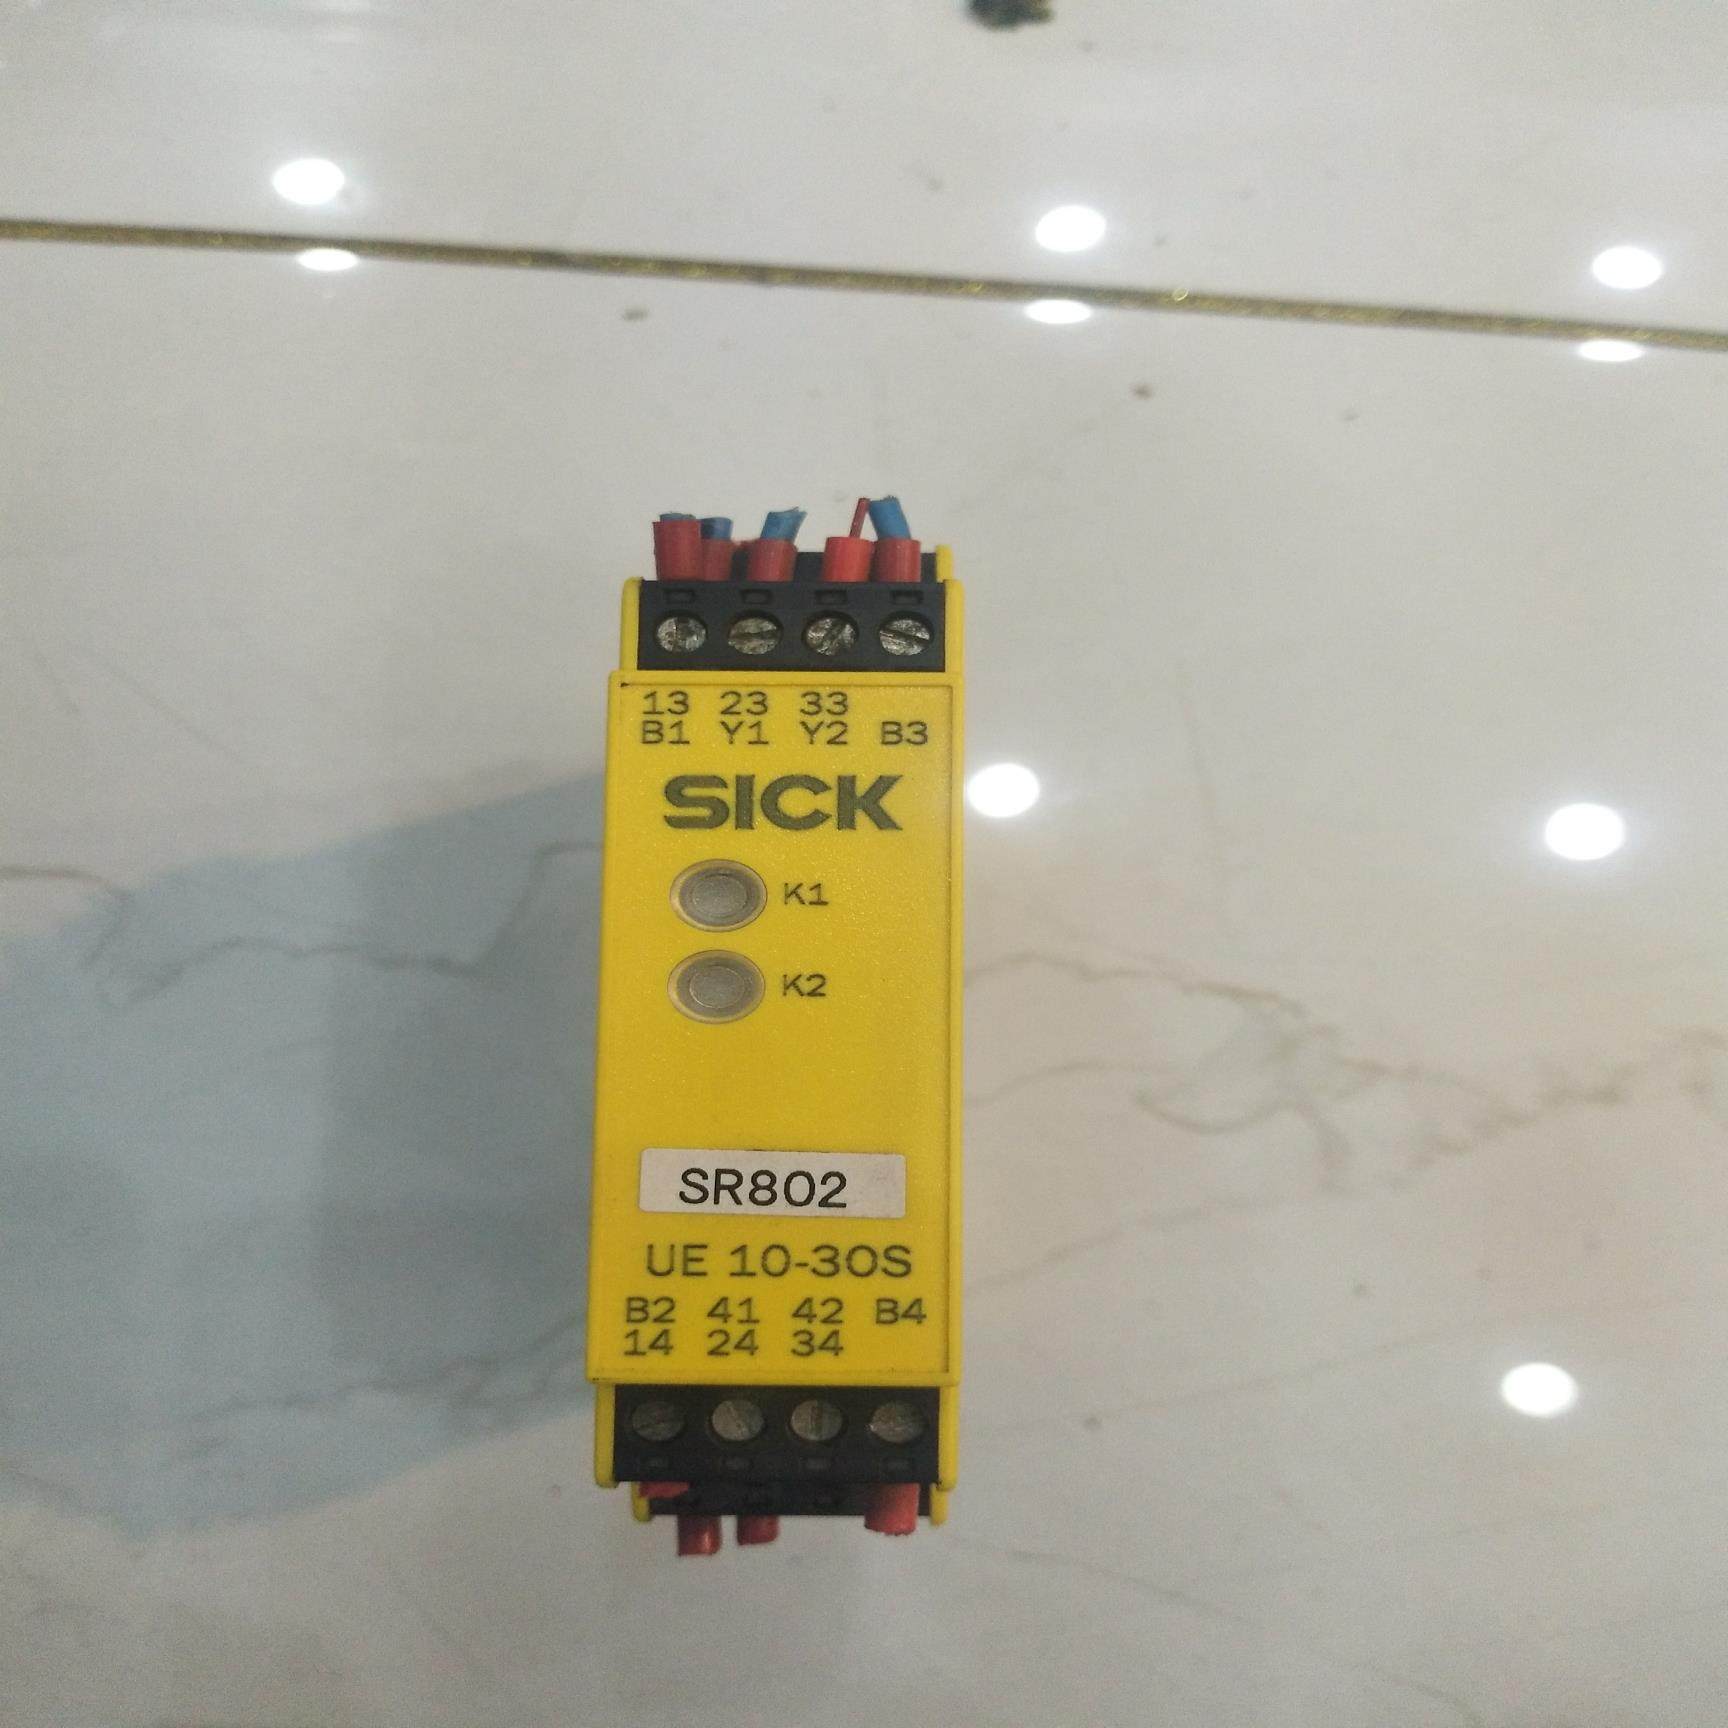 13 23 33
B1 Y1 Y2 B3
SICK
K1
K2
SR802
UE 10-30S
B2 41 42 B4
14 24 34